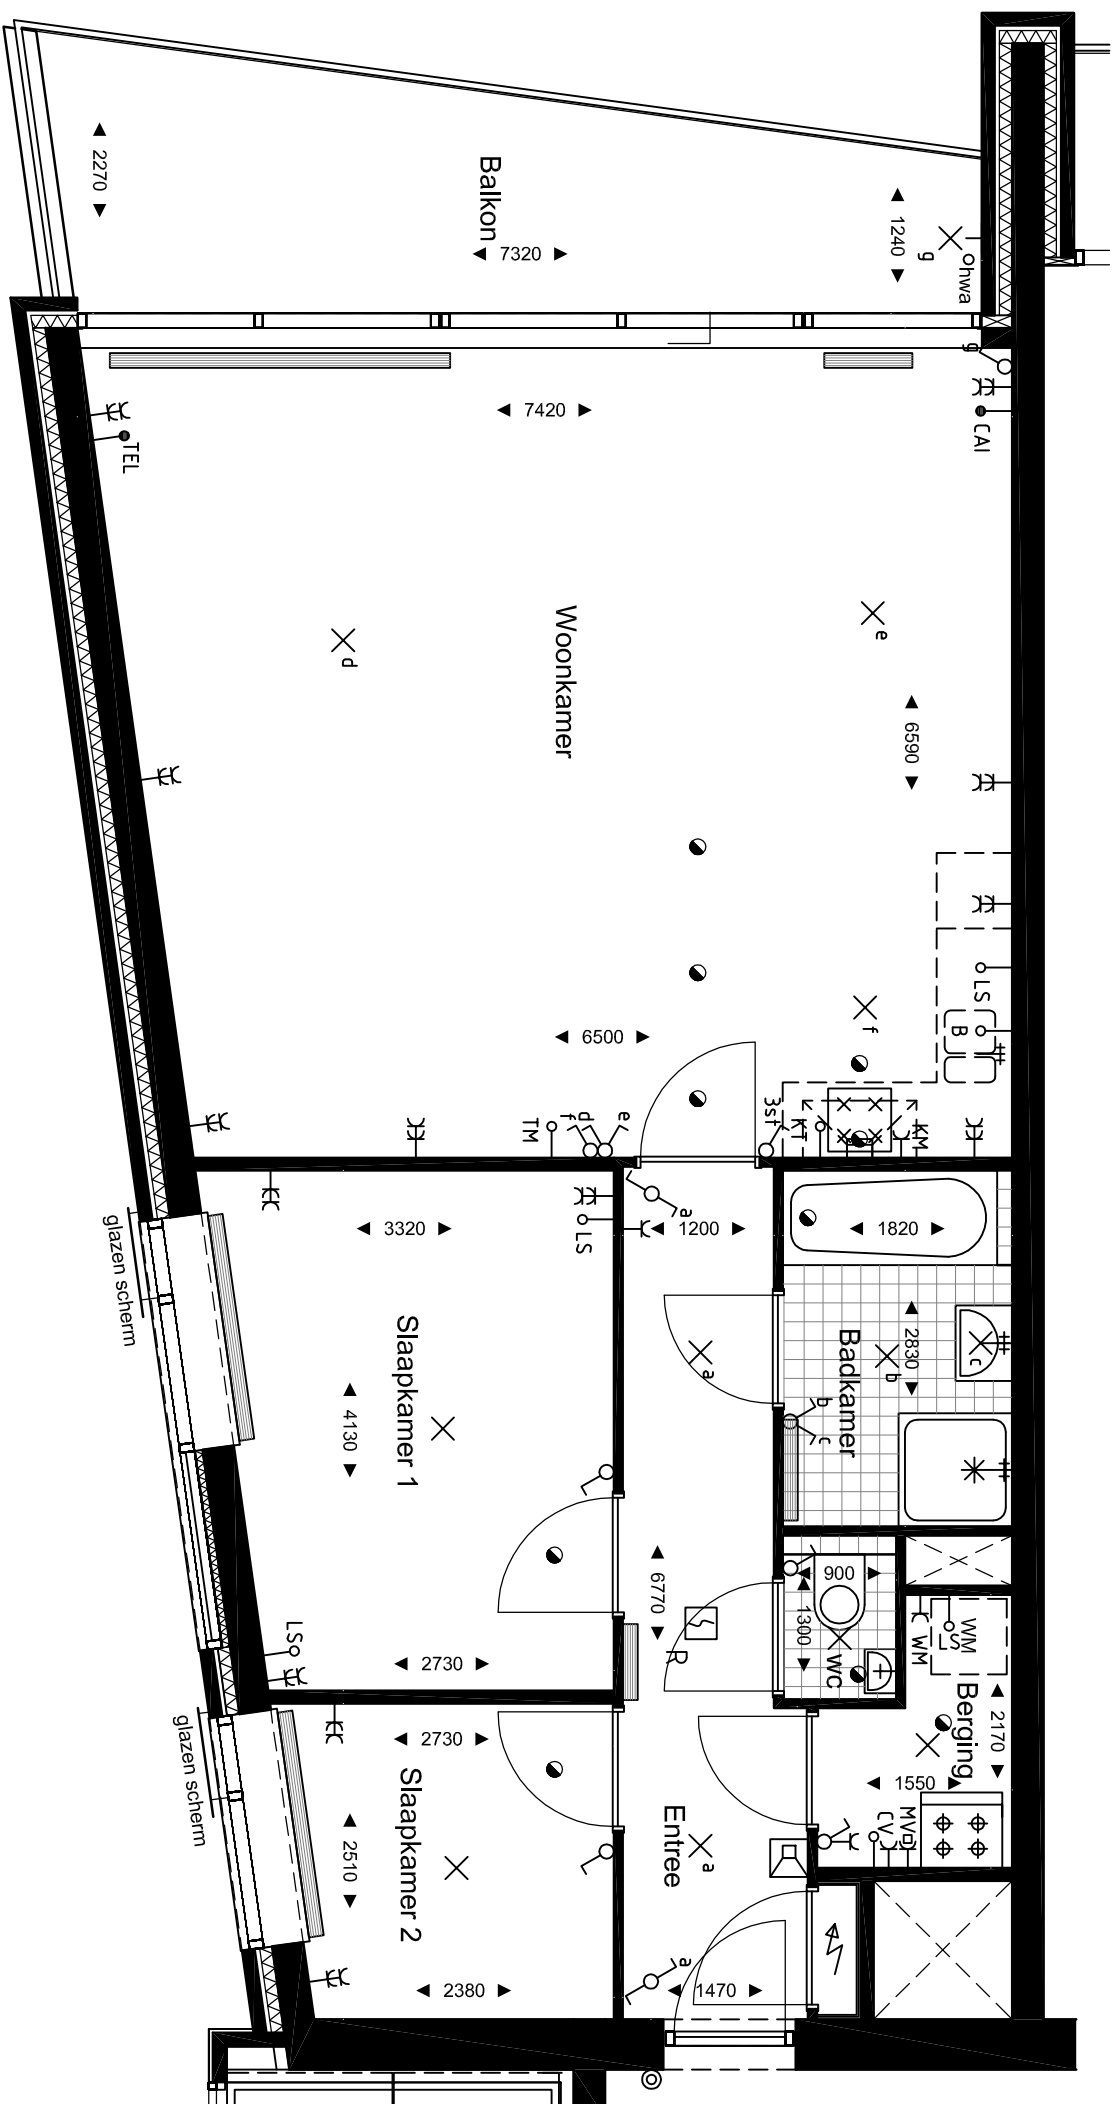 2270
Balkon
7320
1240
g
hwa
g
CAI
TEL
7420
Woonkamer
e
d
6590
LS
B
f
6500
3st
KT
KM
e
d
f
TM
a
1200
1820
LS
3320
glazen scherm
Slaapkamer 1
4130
a
Badkamer
2830
b
c
b
c
6770
R
900
1300
WC
WM
LS
WM
Berging
2170
1550
MV
CV
LS
2730
2730
glazen scherm
Slaapkamer 2
2510
Entree
a
2380
a
1470